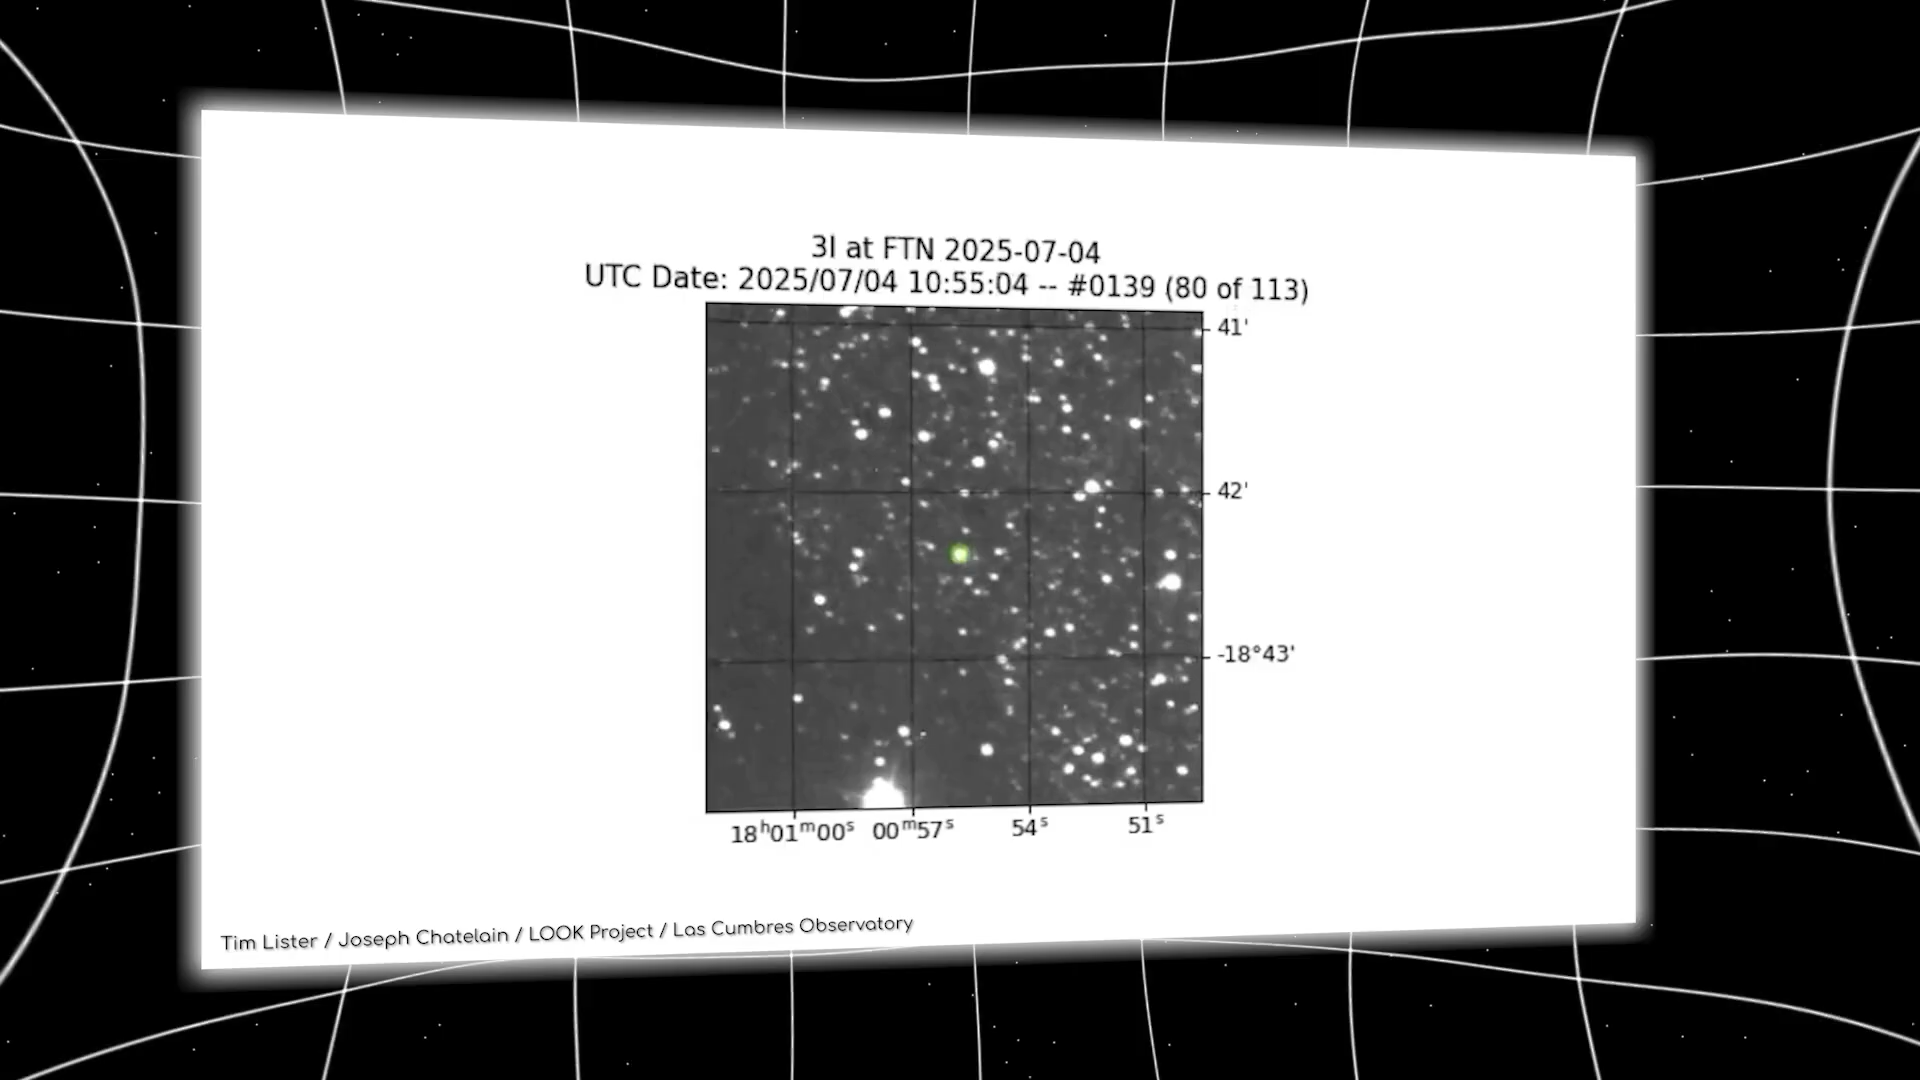 3I at FTN 2025-07-04
UTC Date: 2025/07/04 10:55:04 -- #0139 (80 of 113)
41'
42'
-18°43'
18ʰ01ᵐ00ˢ 00ᵐ57ˢ 54ˢ 51ˢ
Tim Lister / Joseph Chatelain / LOOK Project / Las Cumbres Observatory